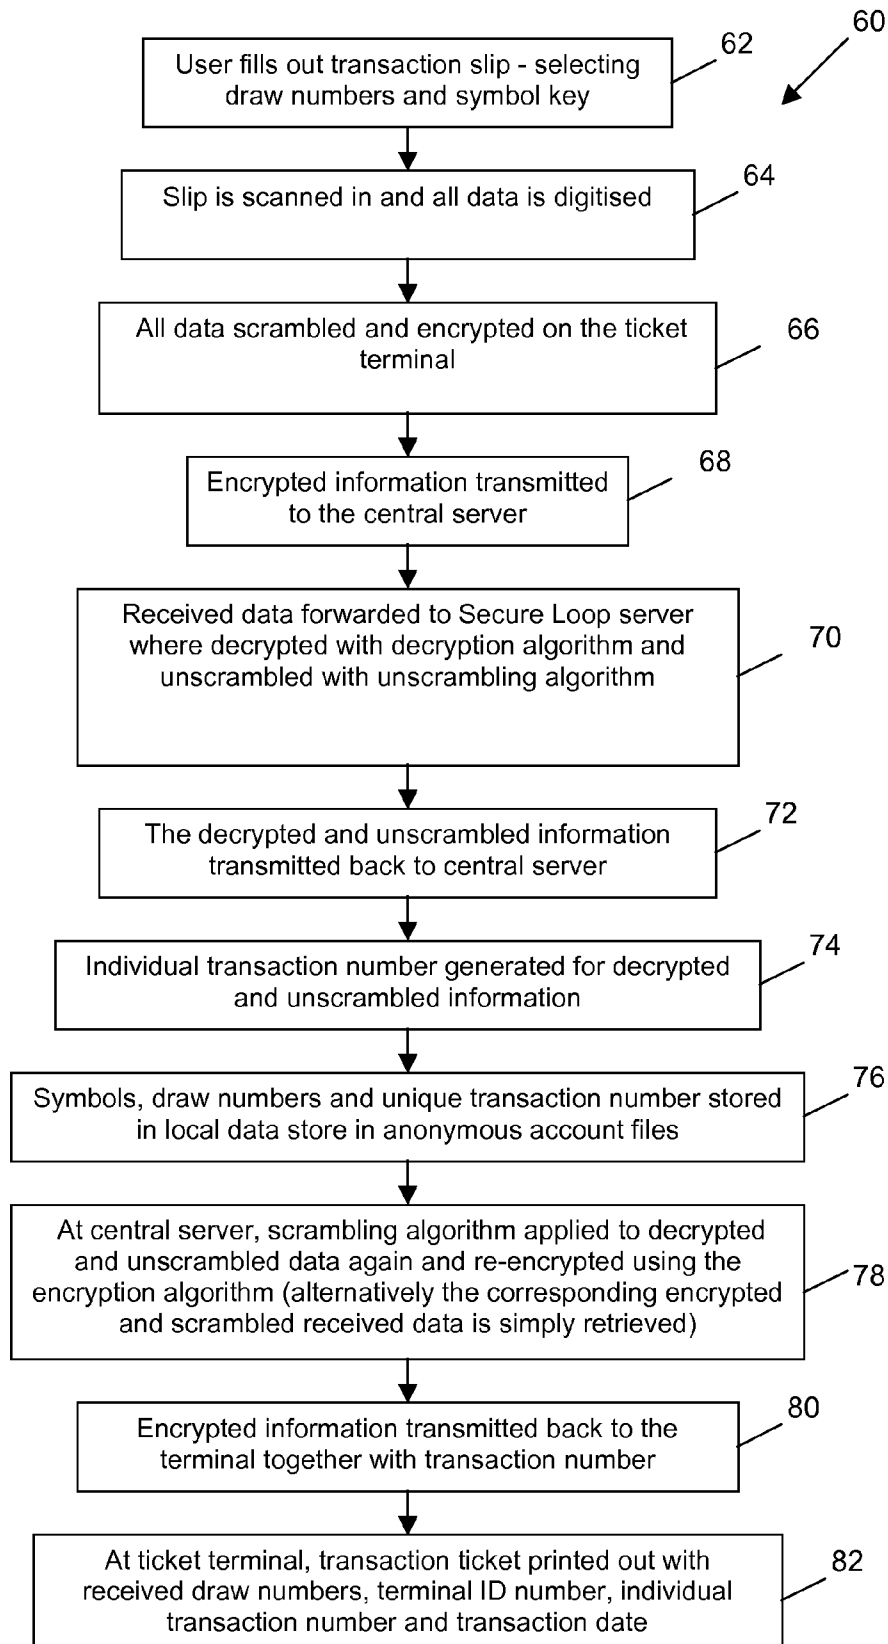 60
User fills out transaction slip - selecting
draw numbers and symbol key
62
Slip is scanned in and all data is digitised
64
All data scrambled and encrypted on the ticket
terminal
66
Encrypted information transmitted
to the central server
68
Received data forwarded to Secure Loop server
where decrypted with decryption algorithm and
unscrambled with unscrambling algorithm
70
The decrypted and unscrambled information
transmitted back to central server
72
Individual transaction number generated for decrypted
and unscrambled information
74
Symbols, draw numbers and unique transaction number stored
in local data store in anonymous account files
76
At central server, scrambling algorithm applied to decrypted
and unscrambled data again and re-encrypted using the
encryption algorithm (alternatively the corresponding encrypted
and scrambled received data is simply retrieved)
78
Encrypted information transmitted back to the
terminal together with transaction number
80
At ticket terminal, transaction ticket printed out with
received draw numbers, terminal ID number, individual
transaction number and transaction date
82